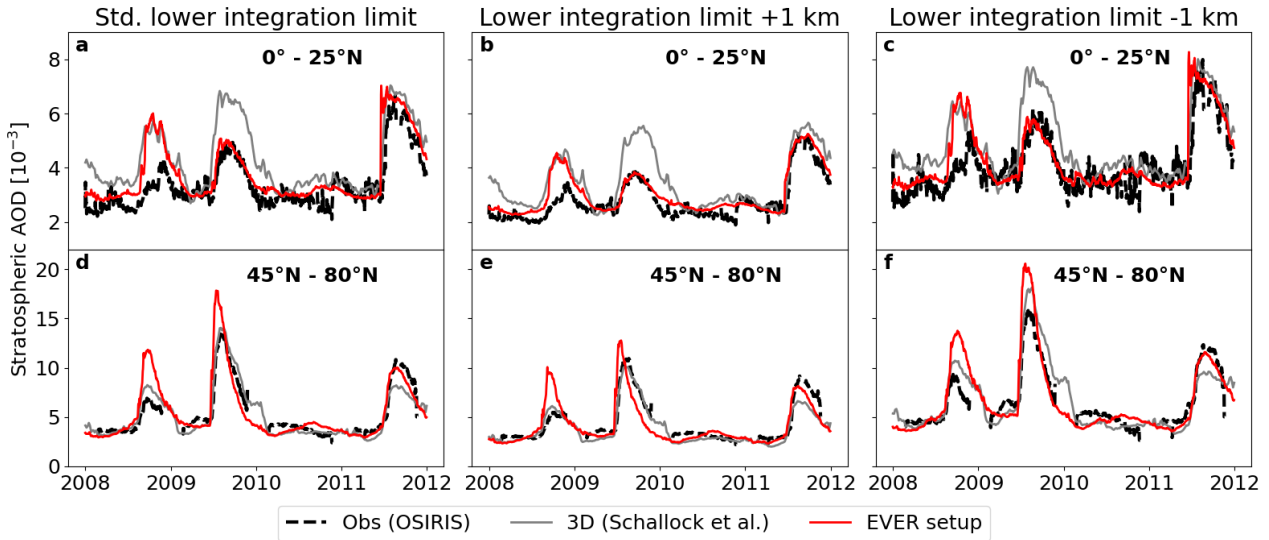 Std. lower integration limit
Lower integration limit +1 km
Lower integration limit -1 km
Stratospheric AOD [10⁻³]
a
0° - 25°N
8
6
4
2
b
0° - 25°N
c
0° - 25°N
d
45°N - 80°N
20
15
10
5
0
2008 2009 2010 2011 2012
e
45°N - 80°N
2008 2009 2010 2011 2012
f
45°N - 80°N
2008 2009 2010 2011 2012
Obs (OSIRIS)
3D (Schallock et al.)
EVER setup